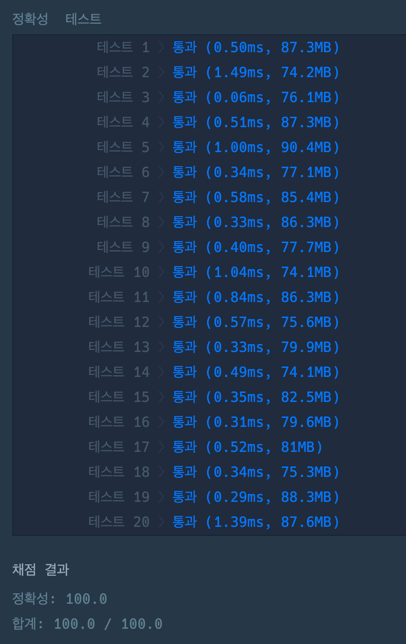 정확성  테스트
테스트 1 > 통과 (0.50ms, 87.3MB)
테스트 2 > 통과 (1.49ms, 74.2MB)
테스트 3 > 통과 (0.06ms, 76.1MB)
테스트 4 > 통과 (0.51ms, 87.3MB)
테스트 5 > 통과 (1.00ms, 90.4MB)
테스트 6 > 통과 (0.34ms, 77.1MB)
테스트 7 > 통과 (0.58ms, 85.4MB)
테스트 8 > 통과 (0.33ms, 86.3MB)
테스트 9 > 통과 (0.40ms, 77.7MB)
테스트 10 > 통과 (1.04ms, 74.1MB)
테스트 11 > 통과 (0.84ms, 86.3MB)
테스트 12 > 통과 (0.57ms, 75.6MB)
테스트 13 > 통과 (0.33ms, 79.9MB)
테스트 14 > 통과 (0.49ms, 74.1MB)
테스트 15 > 통과 (0.35ms, 82.5MB)
테스트 16 > 통과 (0.31ms, 79.6MB)
테스트 17 > 통과 (0.52ms, 81MB)
테스트 18 > 통과 (0.34ms, 75.3MB)
테스트 19 > 통과 (0.29ms, 88.3MB)
테스트 20 > 통과 (1.39ms, 87.6MB)
채점 결과
정확성: 100.0
합계: 100.0 / 100.0